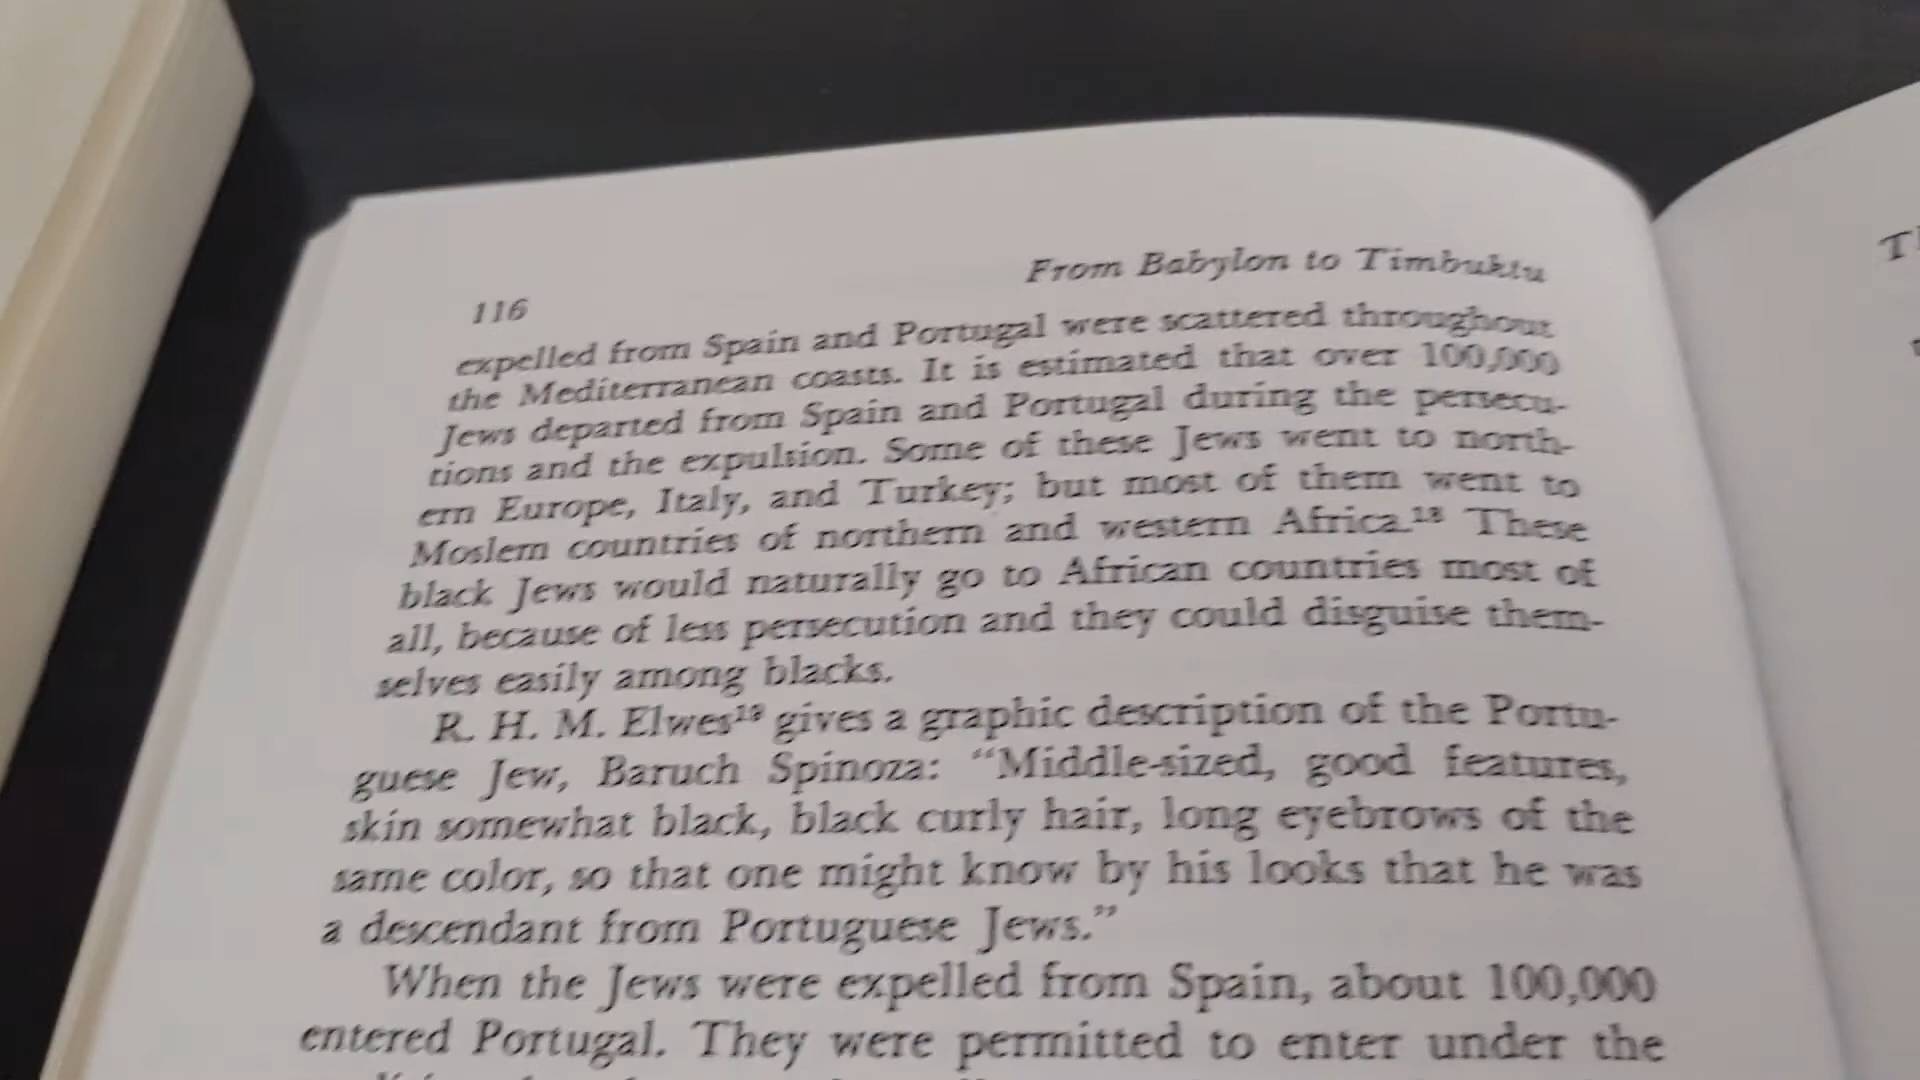 116
From Babylon to Timbuktu
expelled from Spain and Portugal were scattered throughout
the Mediterranean coasts. It is estimated that over 100,000
Jews departed from Spain and Portugal during the persecu-
tions and the expulsion. Some of these Jews went to north-
ern Europe, Italy, and Turkey; but most of them went to
Moslem countries of northern and western Africa.¹⁸ These
black Jews would naturally go to African countries most of
all, because of less persecution and they could disguise them-
selves easily among blacks.
R. H. M. Elwes¹⁹ gives a graphic description of the Portu-
guese Jew, Baruch Spinoza: “Middle-sized, good features,
skin somewhat black, black curly hair, long eyebrows of the
same color, so that one might know by his looks that he was
a descendant from Portuguese Jews.”
When the Jews were expelled from Spain, about 100,000
entered Portugal. They were permitted to enter under the